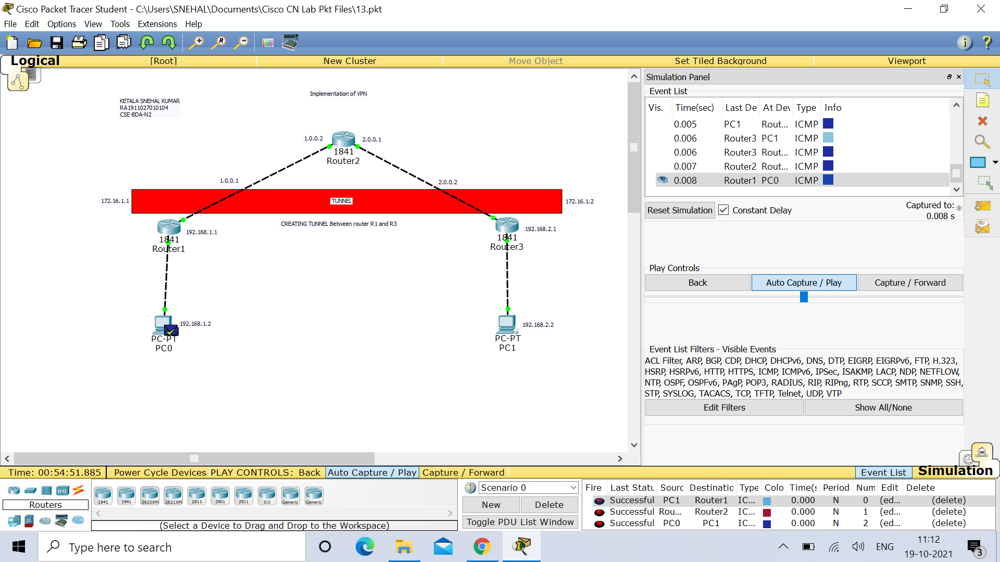 Cisco Packet Tracer Student - C:\Users\SNEHAL\Documents\Cisco CN Lab Pkt Files\13.pkt
File Edit Options View Tools Extensions Help
Logical [Root] New Cluster Move Object Set Tiled Background Viewport
KETALA SNEHAL KUMAR
RA1911027010104
CSE-BDA-N2
Implementation of VPN
1.0.0.2 2.0.0.1
1841
Router2
1.0.0.1 2.0.0.2
172.16.1.1 TUNNEL 172.16.1.2
CREATING TUNNEL Between router R1 and R3
192.168.1.1 192.168.2.1
1841
Router1
1841
Router3
192.168.1.2 192.168.2.2
PC-PT
PC0
PC-PT
PC1
Simulation Panel
Event List
Vis. Time(sec) Last De At Dev Type Info
0.005 PC1 Rout... ICMP
0.006 Router3 PC1 ICMP
0.006 Router3 Rout... ICMP
0.007 Router2 Rout... ICMP
0.008 Router1 PC0 ICMP
Reset Simulation Constant Delay Captured to: *
0.008 s
Play Controls
Back Auto Capture / Play Capture / Forward
Event List Filters - Visible Events
ACL Filter, ARP, BGP, CDP, DHCP, DHCPv6, DNS, DTP, EIGRP, EIGRPv6, FTP, H.323,
HSRP, HSRPv6, HTTP, HTTPS, ICMP, ICMPv6, IPSec, ISAKMP, LACP, NDP, NETFLOW,
NTP, OSPF, OSPFv6, PAgP, POP3, RADIUS, RIP, RIPng, RTP, SCCP, SMTP, SNMP, SSH,
STP, SYSLOG, TACACS, TCP, TFTP, Telnet, UDP, VTP
Edit Filters Show All/None
Time: 00:54:51.885 Power Cycle Devices PLAY CONTROLS: Back Auto Capture / Play Capture / Forward Event List Simulation
Routers
1841 1941 2620XM 2621XM 2811 2901 2911 819 Generic Generic
(Select a Device to Drag and Drop to the Workspace)
Scenario 0
New Delete
Toggle PDU List Window
Fire Last Statu Sourc Destinatic Type Colo Time(s Period Num Edit Delete
Successful PC1 Router1 IC... 0.000 N 0 (ed... (delete)
Successful Rou... Router2 IC... 0.000 N 1 (ed... (delete)
Successful PC0 PC1 IC... 0.000 N 2 (ed... (delete)
Type here to search
ENG
11:12
19-10-2021
3